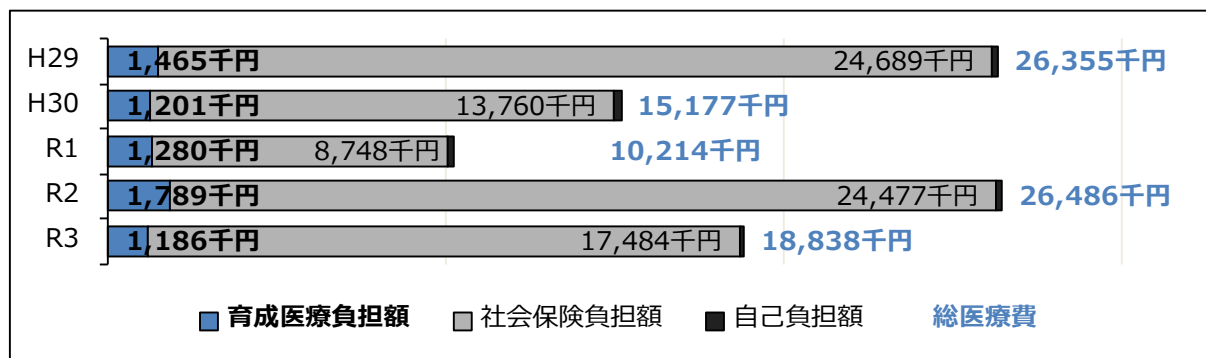 H29 1,465千円 24,689千円 26,355千円
H30 1,201千円 13,760千円 15,177千円
R1 1,280千円 8,748千円 10,214千円
R2 1,789千円 24,477千円 26,486千円
R3 1,186千円 17,484千円 18,838千円
育成医療負担額 社会保険負担額 自己負担額 総医療費